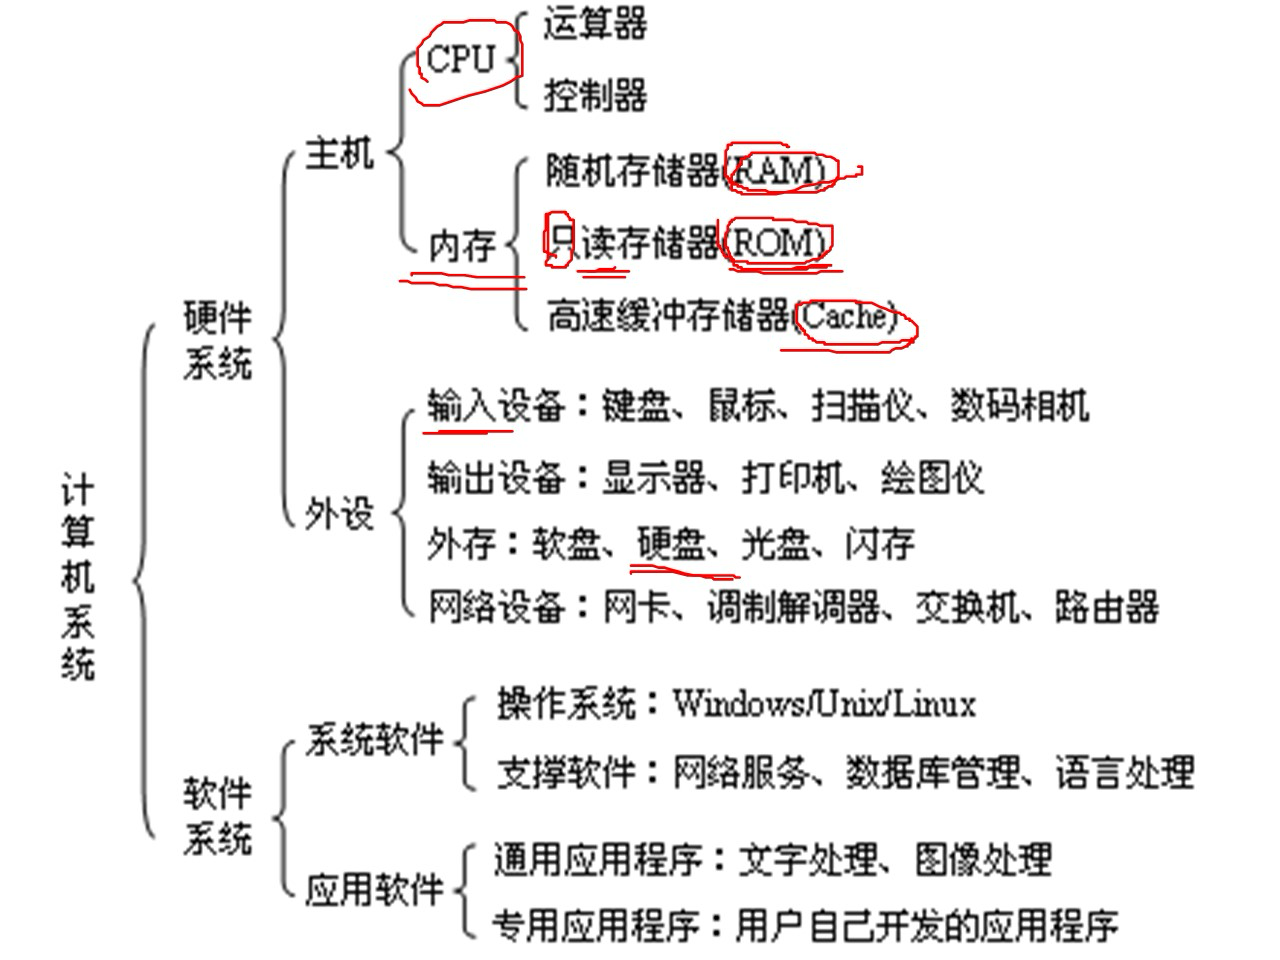 计算机系统
硬件系统
主机
CPU
运算器
控制器
内存
随机存储器(RAM)
只读存储器(ROM)
高速缓冲存储器(Cache)
外设
输入设备：键盘、鼠标、扫描仪、数码相机
输出设备：显示器、打印机、绘图仪
外存：软盘、硬盘、光盘、闪存
网络设备：网卡、调制解调器、交换机、路由器
软件系统
系统软件
操作系统：Windows/Unix/Linux
支撑软件：网络服务、数据库管理、语言处理
应用软件
通用应用程序：文字处理、图像处理
专用应用程序：用户自己开发的应用程序